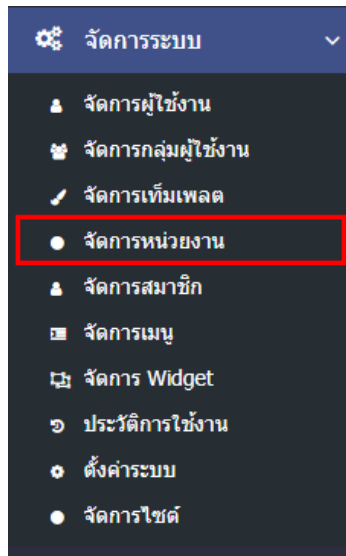 จัดการระบบ
จัดการผู้ใช้งาน
จัดการกลุ่มผู้ใช้งาน
จัดการเท็มเพลต
จัดการหน่วยงาน
จัดการสมาชิก
จัดการเมนู
จัดการ Widget
ประวัติการใช้งาน
ตั้งค่าระบบ
จัดการไซต์